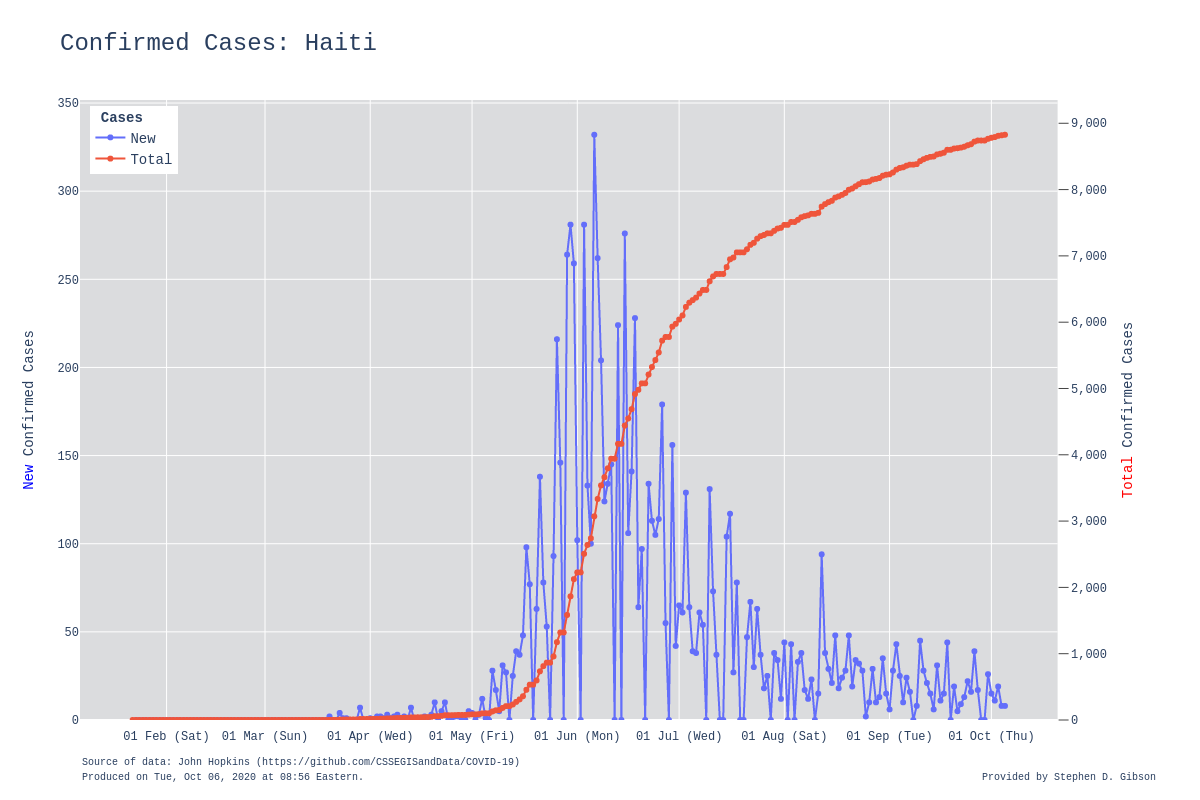 Confirmed Cases: Haiti
Cases
New
Total
350
300
250
200
150
100
50
0
9,000
8,000
7,000
6,000
5,000
4,000
3,000
2,000
1,000
0
New Confirmed Cases
Total Confirmed Cases
01 Feb (Sat) 01 Mar (Sun) 01 Apr (Wed) 01 May (Fri) 01 Jun (Mon) 01 Jul (Wed) 01 Aug (Sat) 01 Sep (Tue) 01 Oct (Thu)
Source of data: John Hopkins (https://github.com/CSSEGISandData/COVID-19)
Produced on Tue, Oct 06, 2020 at 08:56 Eastern.
Provided by Stephen D. Gibson